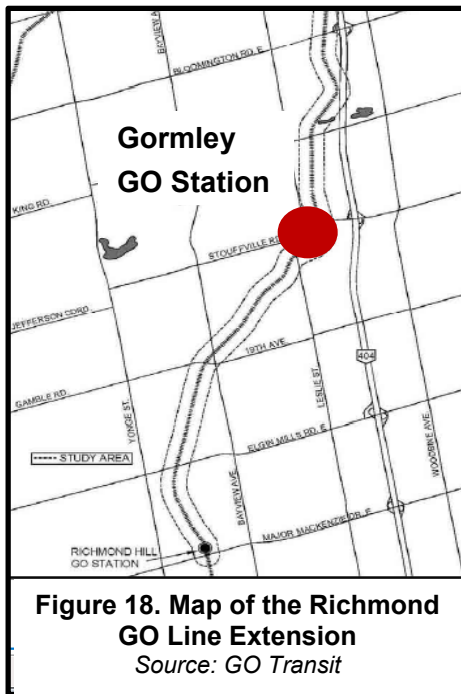 BAYVIEW A
BLOOMINGTON RD. E
Gormley
GO Station
KING RD
STOUFFVILLE RD
JEFFERSON CORD
19TH AVE.
404
GAMBLE RD.
YONGE ST.
LESLIE ST.
WOODBINE AVE
STUDY AREA
ELGIN MILLS RD. E
BAYVIEW AVE.
MAJOR MACKENZIE DR. E
RICHMOND HILL
GO STATION
Figure 18. Map of the Richmond
GO Line Extension
Source: GO Transit